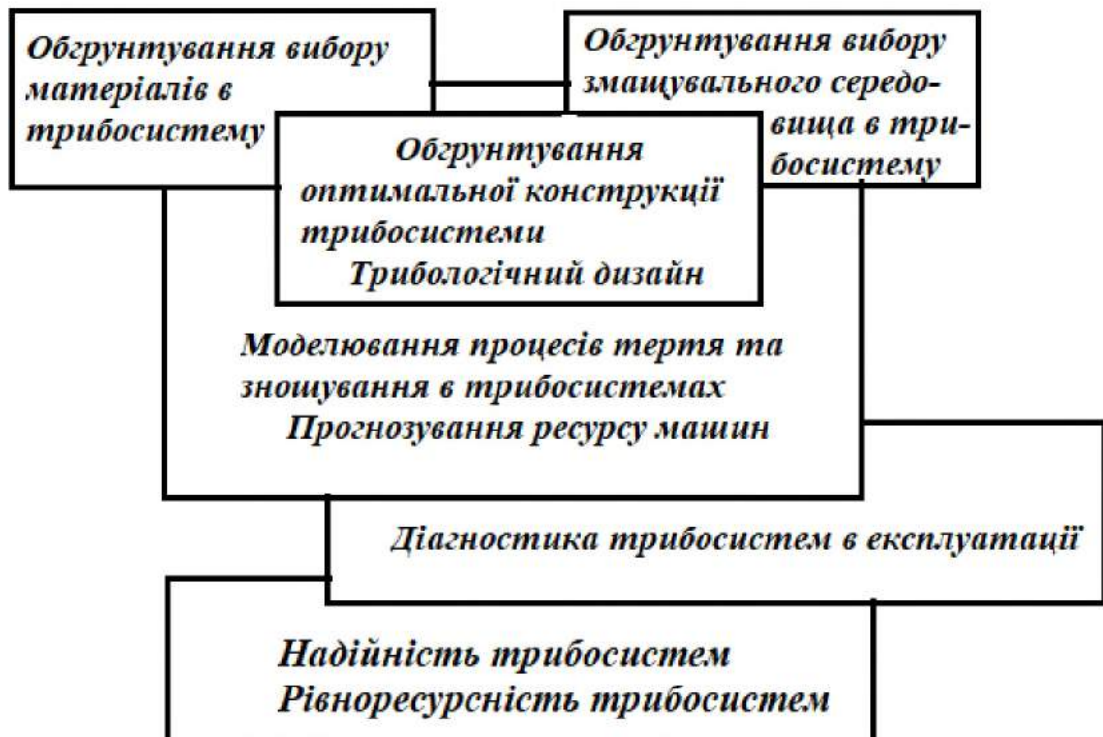 Обгрунтування вибору
матеріалів в
трибосистему
Обгрунтування вибору
змащувального середо-
вища в три-
босистему
Обгрунтування
оптимальної конструкції
трибосистеми
Трибологічний дизайн
Моделювання процесів тертя та
зношування в трибосистемах
Прогнозування ресурсу машин
Діагностика трибосистем в експлуатації
Надійність трибосистем
Рівноресурсність трибосистем